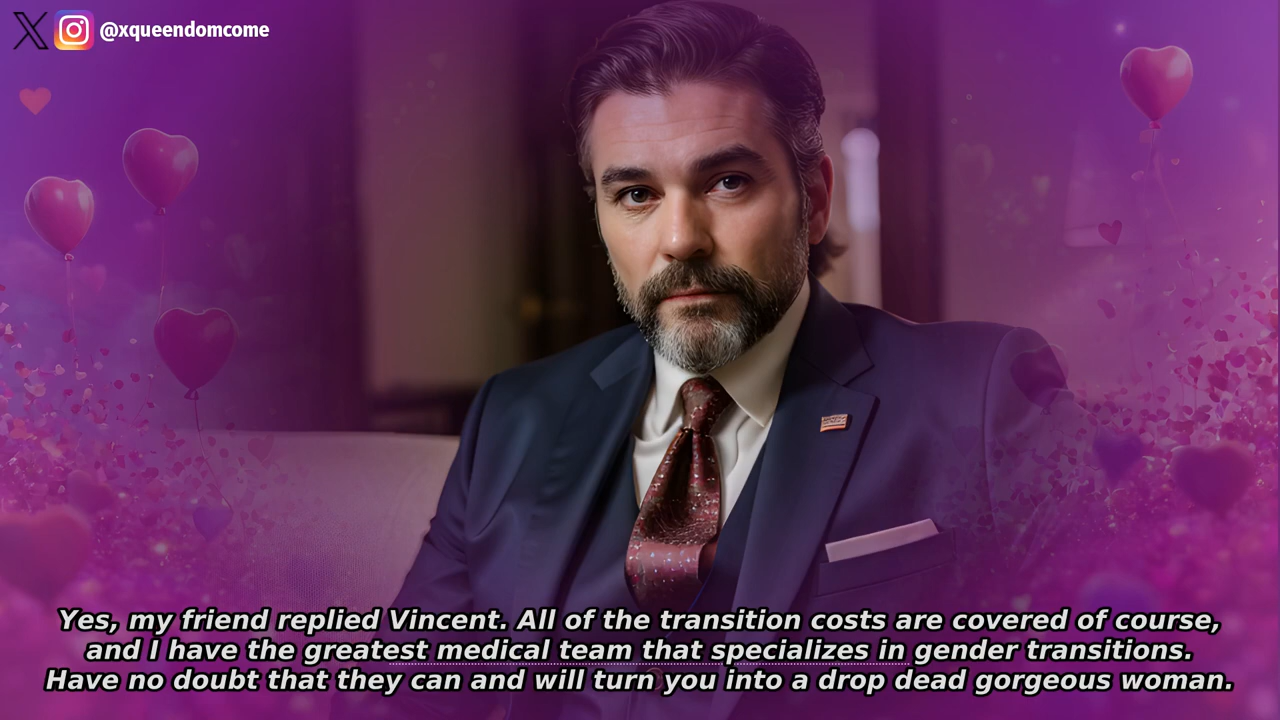 @xqueendomcome
Yes, my friend replied Vincent. All of the transition costs are covered of course,
and I have the greatest medical team that specializes in gender transitions.
Have no doubt that they can and will turn you into a drop dead gorgeous woman.